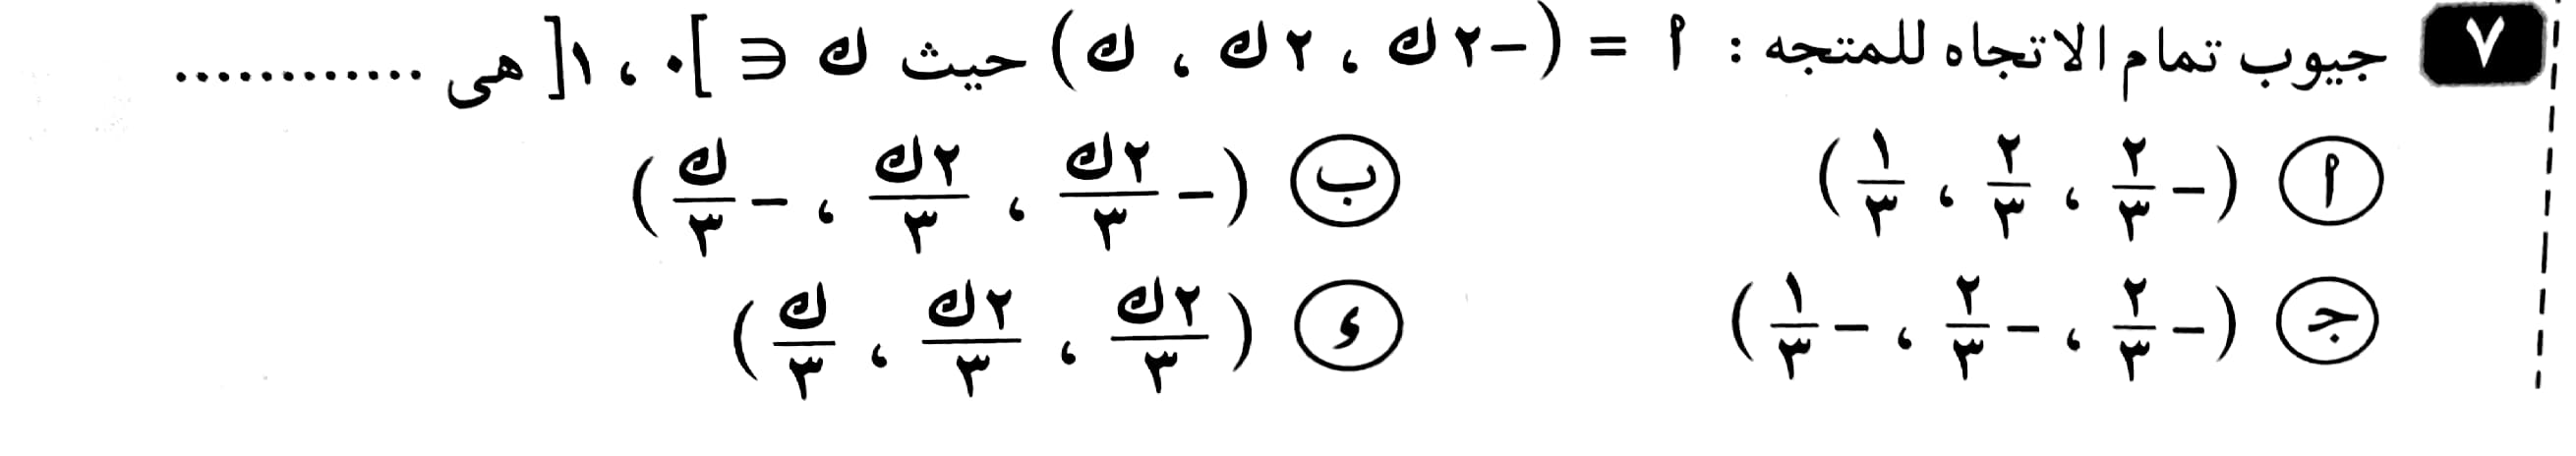 ٧ جيوب تمام الاتجاه للمتجه : أ = (-٢ك ، ٢ك ، ك) حيث ك ∈ ]٠ ، ١[ هى ............
أ (-٢/٣ ، ٢/٣ ، ١/٣) ب (-٢ك/٣ ، ٢ك/٣ ، -ك/٣)
ج (-٢/٣ ، -٢/٣ ، -١/٣) د (٢ك/٣ ، ٢ك/٣ ، ك/٣)